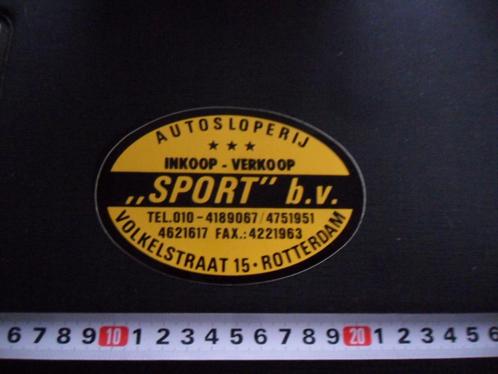 AUTOSLOPERIJ
★ ★ ★
INKOOP - VERKOOP
„SPORT" b.v.
TEL.010 - 4189067/4751951
4621617 FAX.: 4221963
VOLKELSTRAAT 15 • ROTTERDAM
6 7 8 9 10 1 2 3 4 5 6 7 8 9 20 1 2 3 4 5 6